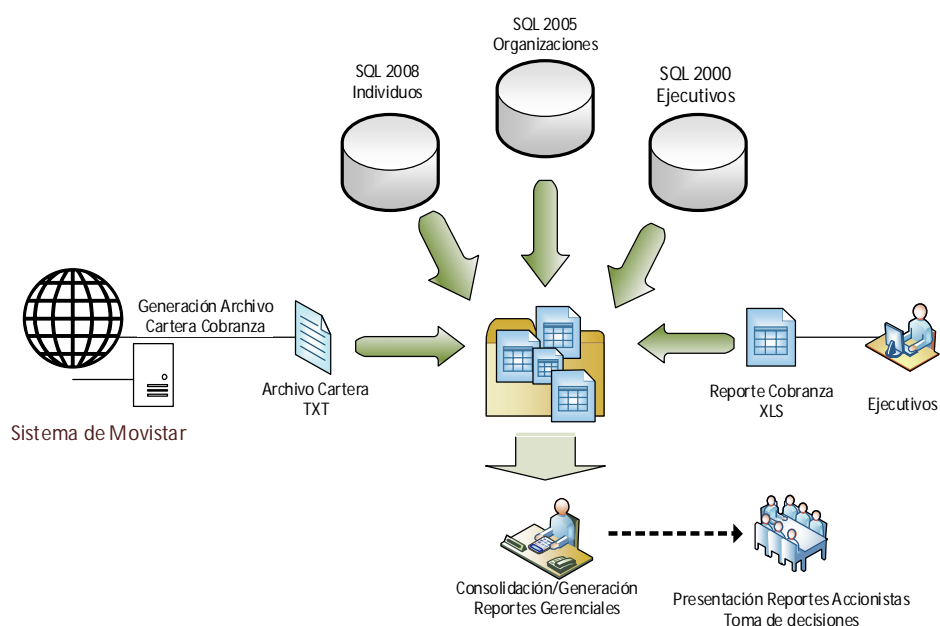 SQL 2005
Organizaciones
SQL 2008
Individuos
SQL 2000
Ejecutivos
Generación Archivo
Cartera Cobranza
Archivo Cartera
TXT
Sistema de Movistar
Reporte Cobranza
XLS
Ejecutivos
Consolidación/Generación
Reportes Gerenciales
Presentación Reportes Accionistas
Toma de decisiones